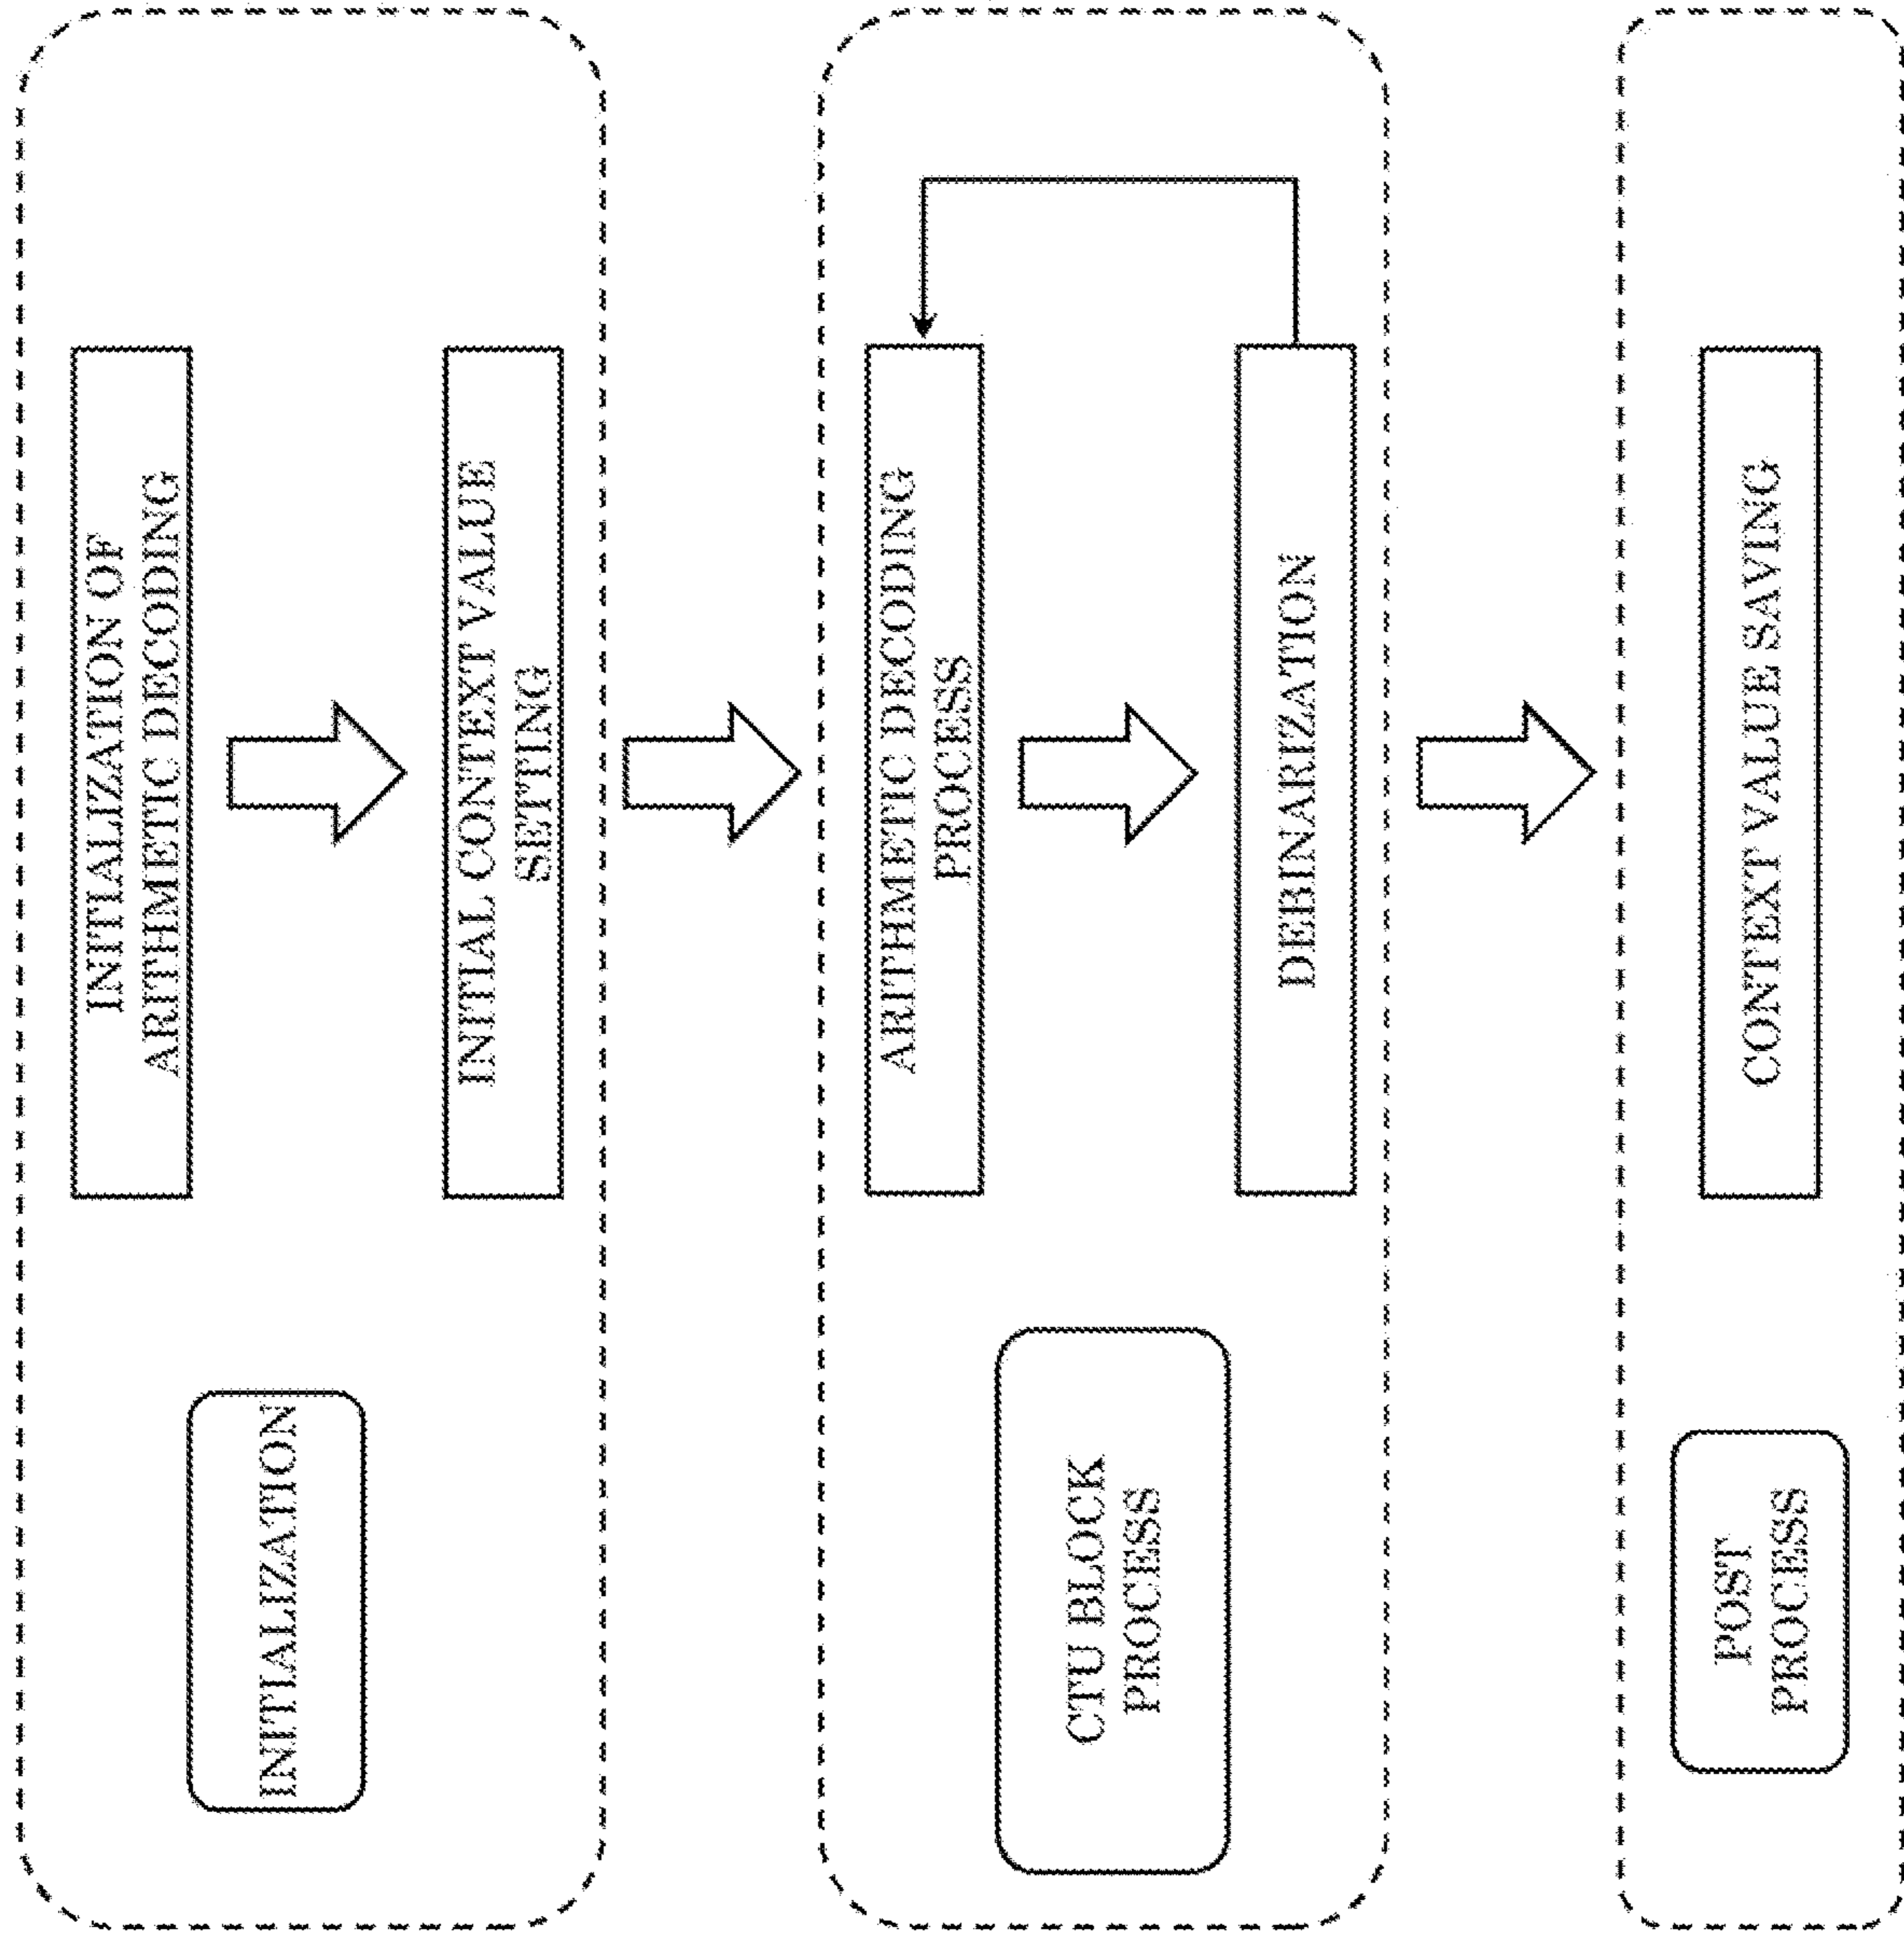 INITIALIZATION
INITIALIZATION OF
ARITHMETIC DECODING
INITIAL CONTEXT VALUE
SETTING
CTU BLOCK
PROCESS
ARITHMETIC DECODING
PROCESS
DEBINARIZATION
POST
PROCESS
CONTEXT VALUE SAVING